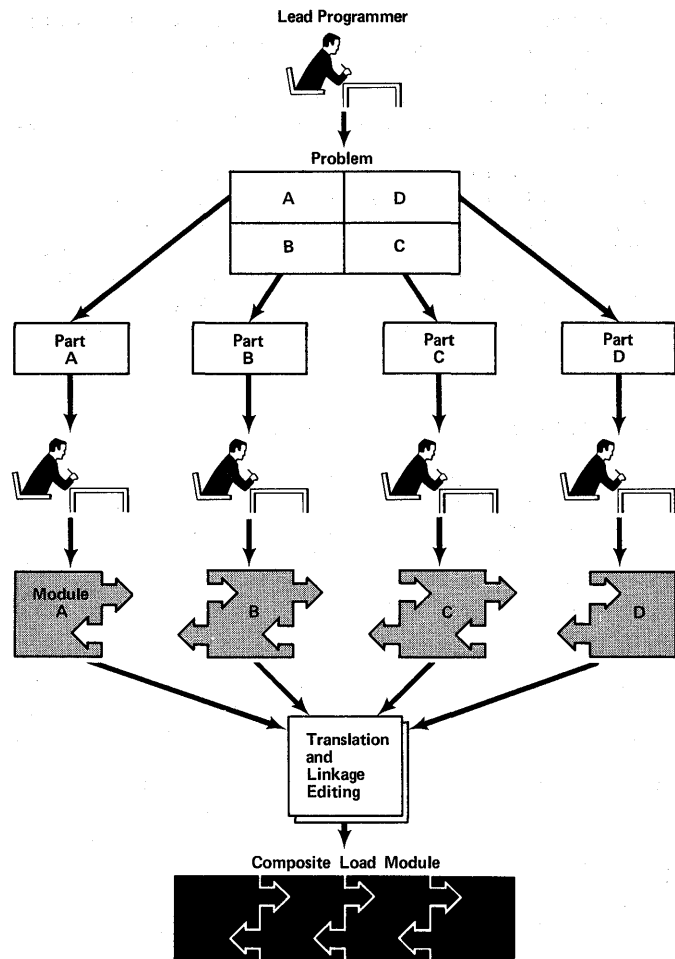 Lead Programmer
Problem
A
D
B
C
Part
A
Part
B
Part
C
Part
D
Module
A
B
C
D
Translation
and
Linkage
Editing
Composite Load Module